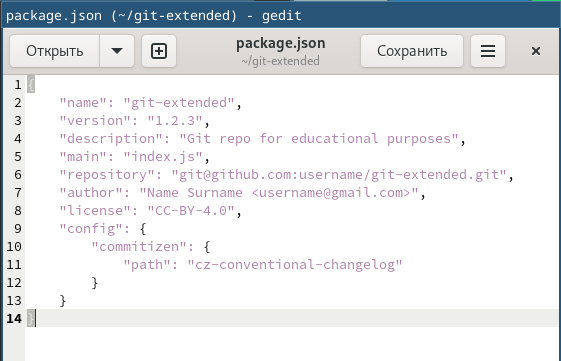 package.json (~/git-extended) - gedit
Открыть
package.json
~/git-extended
Сохранить
1 {
2     "name": "git-extended",
3     "version": "1.2.3",
4     "description": "Git repo for educational purposes",
5     "main": "index.js",
6     "repository": "git@github.com:username/git-extended.git",
7     "author": "Name Surname <username@gmail.com>",
8     "license": "CC-BY-4.0",
9     "config": {
10         "commitizen": {
11             "path": "cz-conventional-changelog"
12         }
13     }
14 }